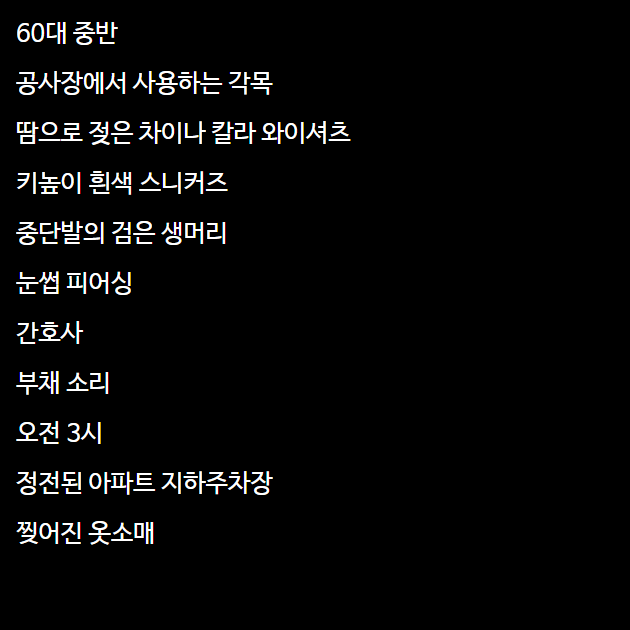 60대 중반
공사장에서 사용하는 각목
땀으로 젖은 차이나 칼라 와이셔츠
키높이 흰색 스니커즈
중단발의 검은 생머리
눈썹 피어싱
간호사
부채 소리
오전 3시
정전된 아파트 지하주차장
찢어진 옷소매